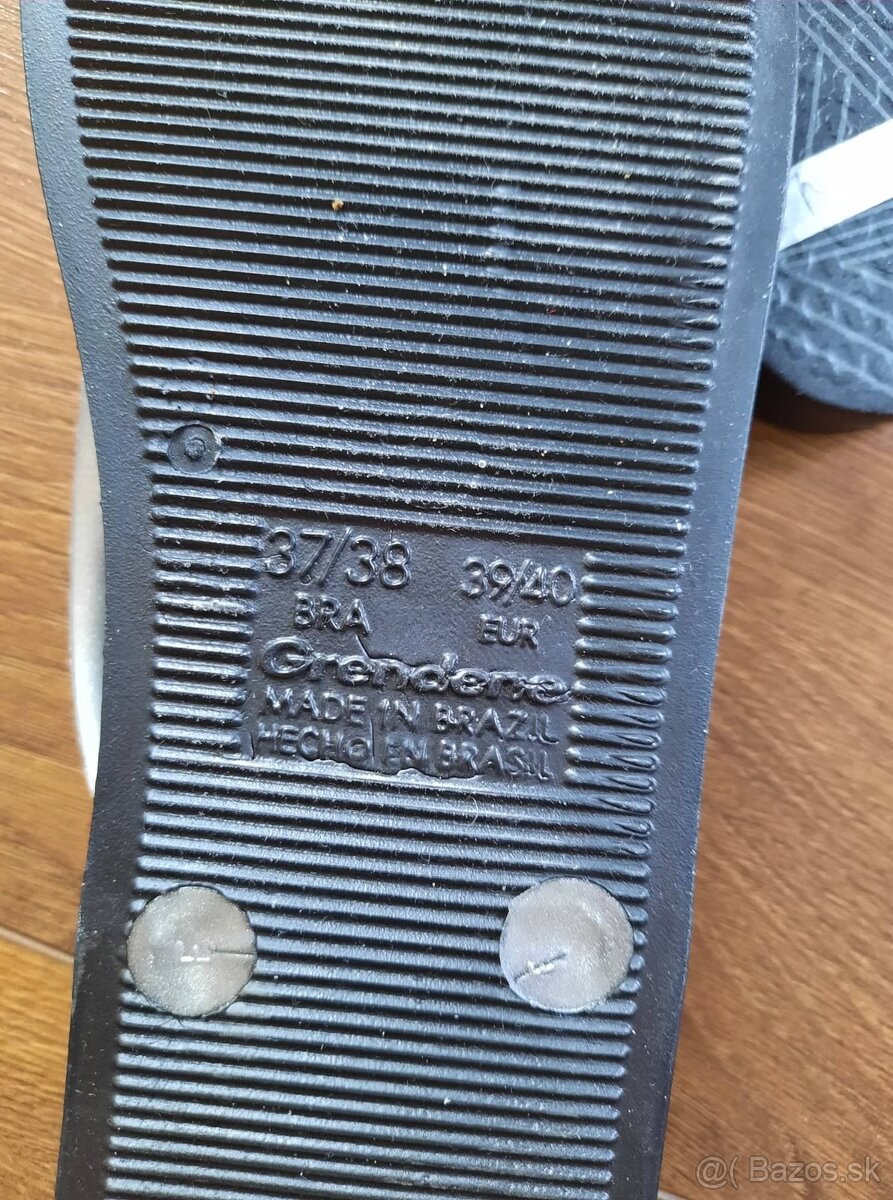 37/38 39/40
BRA EUR
Grendene
MADE IN BRAZIL
HECHO EN BRASIL
@( Bazos.sk